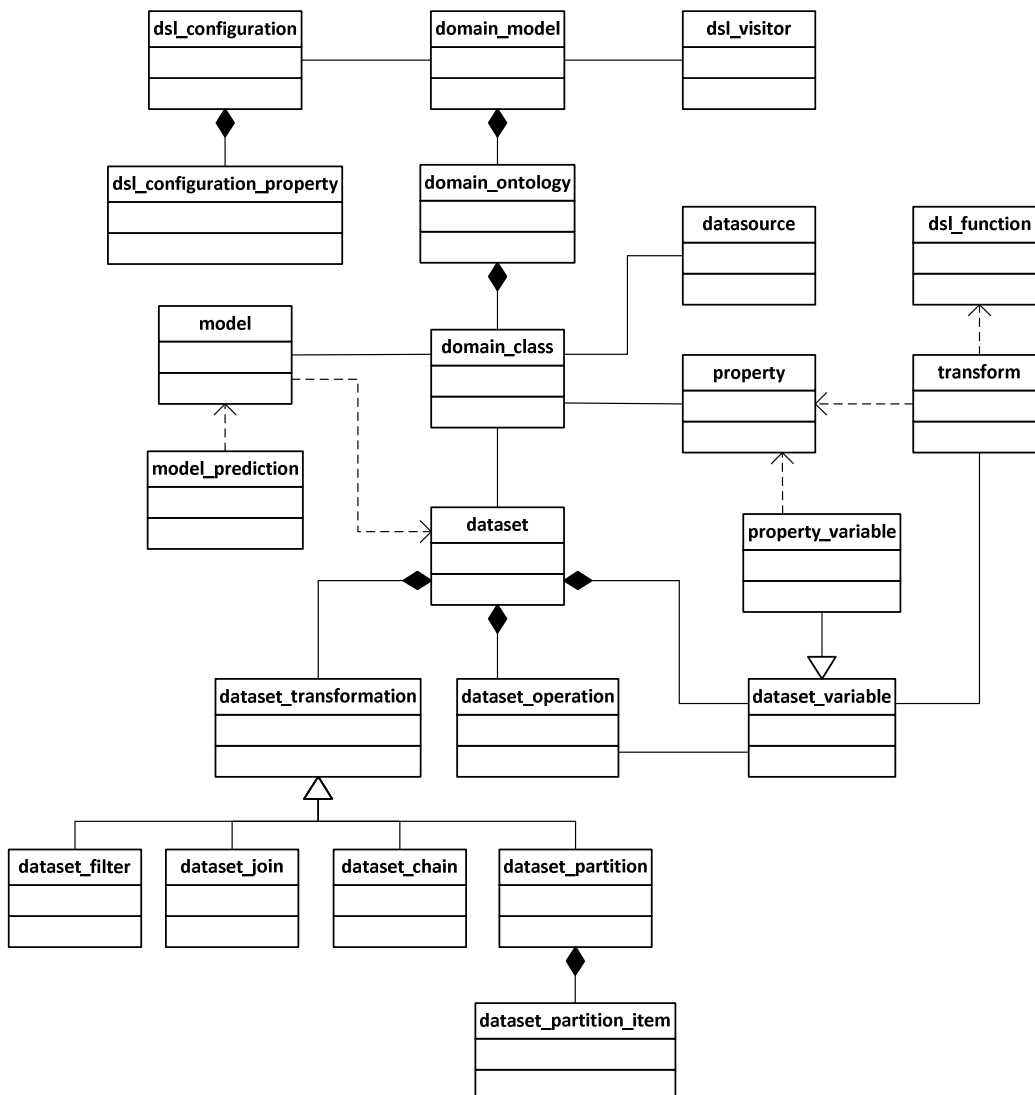 dsl_configuration
domain_model
dsl_visitor
dsl_configuration_property
domain_ontology
datasource
dsl_function
model
domain_class
property
transform
model_prediction
dataset
property_variable
dataset_transformation
dataset_operation
dataset_variable
dataset_filter
dataset_join
dataset_chain
dataset_partition
dataset_partition_item